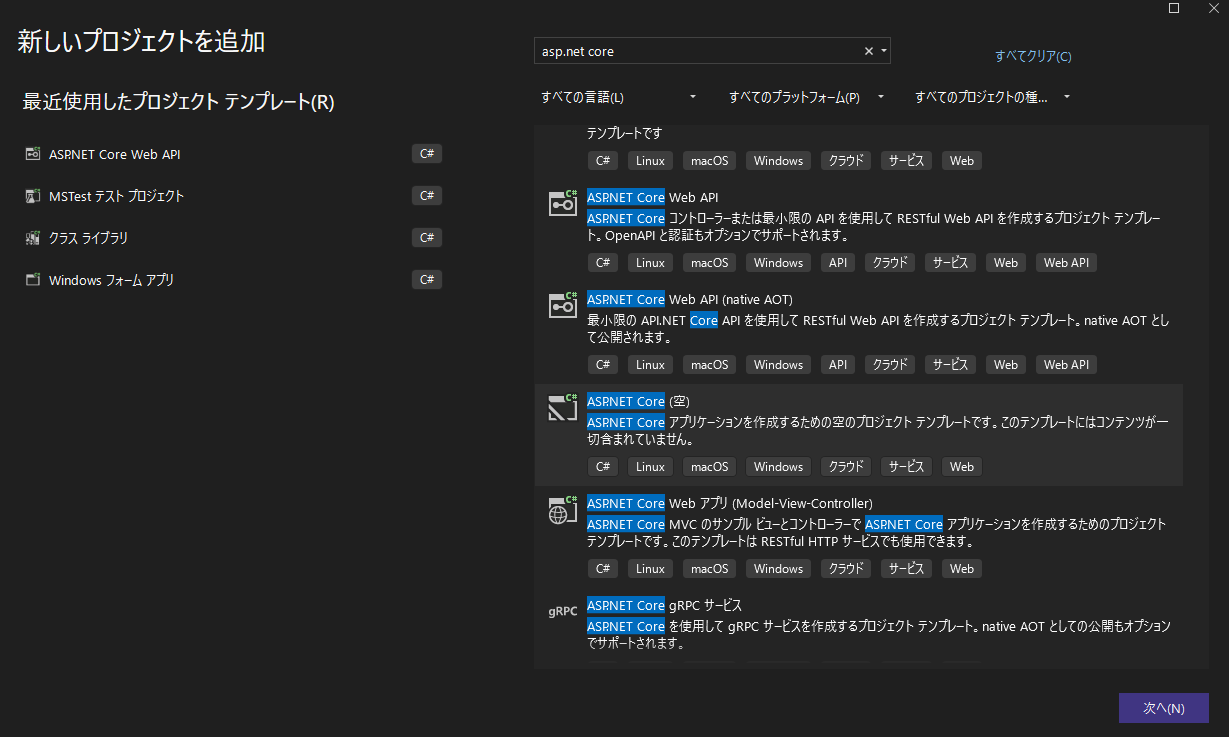 新しいプロジェクトを追加
最近使用したプロジェクト テンプレート(R)
ASP.NET Core Web API C#
MSTest テスト プロジェクト C#
クラス ライブラリ C#
Windows フォーム アプリ C#
asp.net core
すべてクリア(C)
すべての言語(L) すべてのプラットフォーム(P) すべてのプロジェクトの種...
テンプレートです
C# Linux macOS Windows クラウド サービス Web
ASP.NET Core Web API
ASP.NET Core コントローラーまたは最小限の API を使用して RESTful Web API を作成するプロジェクト テンプレー
ト。OpenAPI と認証もオプションでサポートされます。
C# Linux macOS Windows API クラウド サービス Web Web API
ASP.NET Core Web API (native AOT)
最小限の API.NET Core API を使用して RESTful Web API を作成するプロジェクト テンプレート。native AOT とし
て公開されます。
C# Linux macOS Windows API クラウド サービス Web Web API
ASP.NET Core (空)
ASP.NET Core アプリケーションを作成するための空のプロジェクト テンプレートです。このテンプレートにはコンテンツが一
切含まれていません。
C# Linux macOS Windows クラウド サービス Web
ASP.NET Core Web アプリ (Model-View-Controller)
ASP.NET Core MVC のサンプル ビューとコントローラーで ASP.NET Core アプリケーションを作成するためのプロジェクト
テンプレートです。このテンプレートは RESTful HTTP サービスでも使用できます。
C# Linux macOS Windows クラウド サービス Web
gRPC ASP.NET Core gRPC サービス
ASP.NET Core を使用して gRPC サービスを作成するプロジェクト テンプレート。native AOT としての公開もオプション
でサポートされます。
次へ(N)